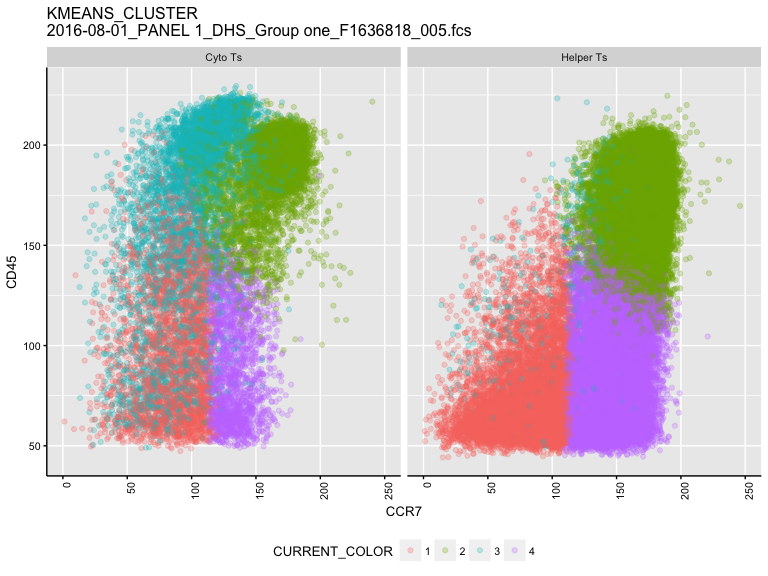 KMEANS_CLUSTER
2016-08-01_PANEL 1_DHS_Group one_F1636818_005.fcs
Cyto Ts
Helper Ts
200
150
100
50
CD45
0
50
100
150
200
250
0
50
100
150
200
250
CCR7
CURRENT_COLOR 1 2 3 4